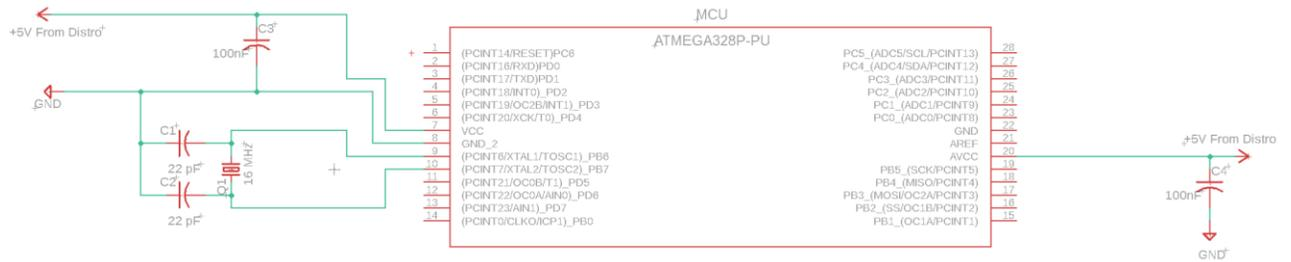 MCU
ATMEGA328P-PU
+5V From Distro
C3
100nF
GND
C1
22 pF
C2
22 pF
Q1
16 MHz
1 (PCINT14/RESET)PC6
2 (PCINT16/RXD)PD0
3 (PCINT17/TXD)PD1
4 (PCINT18/INT0)_PD2
5 (PCINT19/OC2B/INT1)_PD3
6 (PCINT20/XCK/T0)_PD4
7 VCC
8 GND_2
9 (PCINT6/XTAL1/TOSC1)_PB6
10 (PCINT7/XTAL2/TOSC2)_PB7
11 (PCINT21/OC0B/T1)_PD5
12 (PCINT22/OC0A/AIN0)_PD6
13 (PCINT23/AIN1)_PD7
14 (PCINT0/CLKO/ICP1)_PB0
PC5_(ADC5/SCL/PCINT13) 28
PC4_(ADC4/SDA/PCINT12) 27
PC3_(ADC3/PCINT11) 26
PC2_(ADC2/PCINT10) 25
PC1_(ADC1/PCINT9) 24
PC0_(ADC0/PCINT8) 23
GND 22
AREF 21
AVCC 20
PB5_(SCK/PCINT5) 19
PB4_(MISO/PCINT4) 18
PB3_(MOSI/OC2A/PCINT3) 17
PB2_(SS/OC1B/PCINT2) 16
PB1_(OC1A/PCINT1) 15
+5V From Distro
C4
100nF
GND